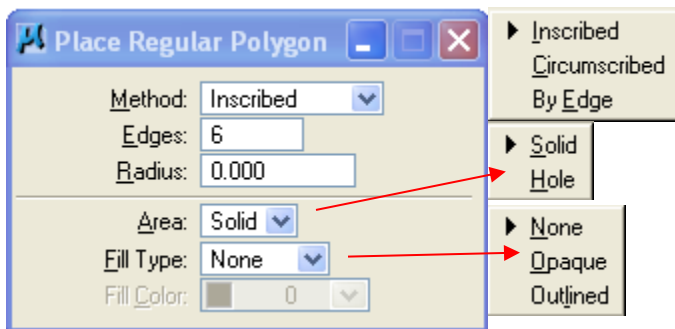 Place Regular Polygon
Method: Inscribed
Edges: 6
Radius: 0.000
Area: Solid
Fill Type: None
Fill Color: 0
Inscribed
Circumscribed
By Edge
Solid
Hole
None
Opaque
Outlined